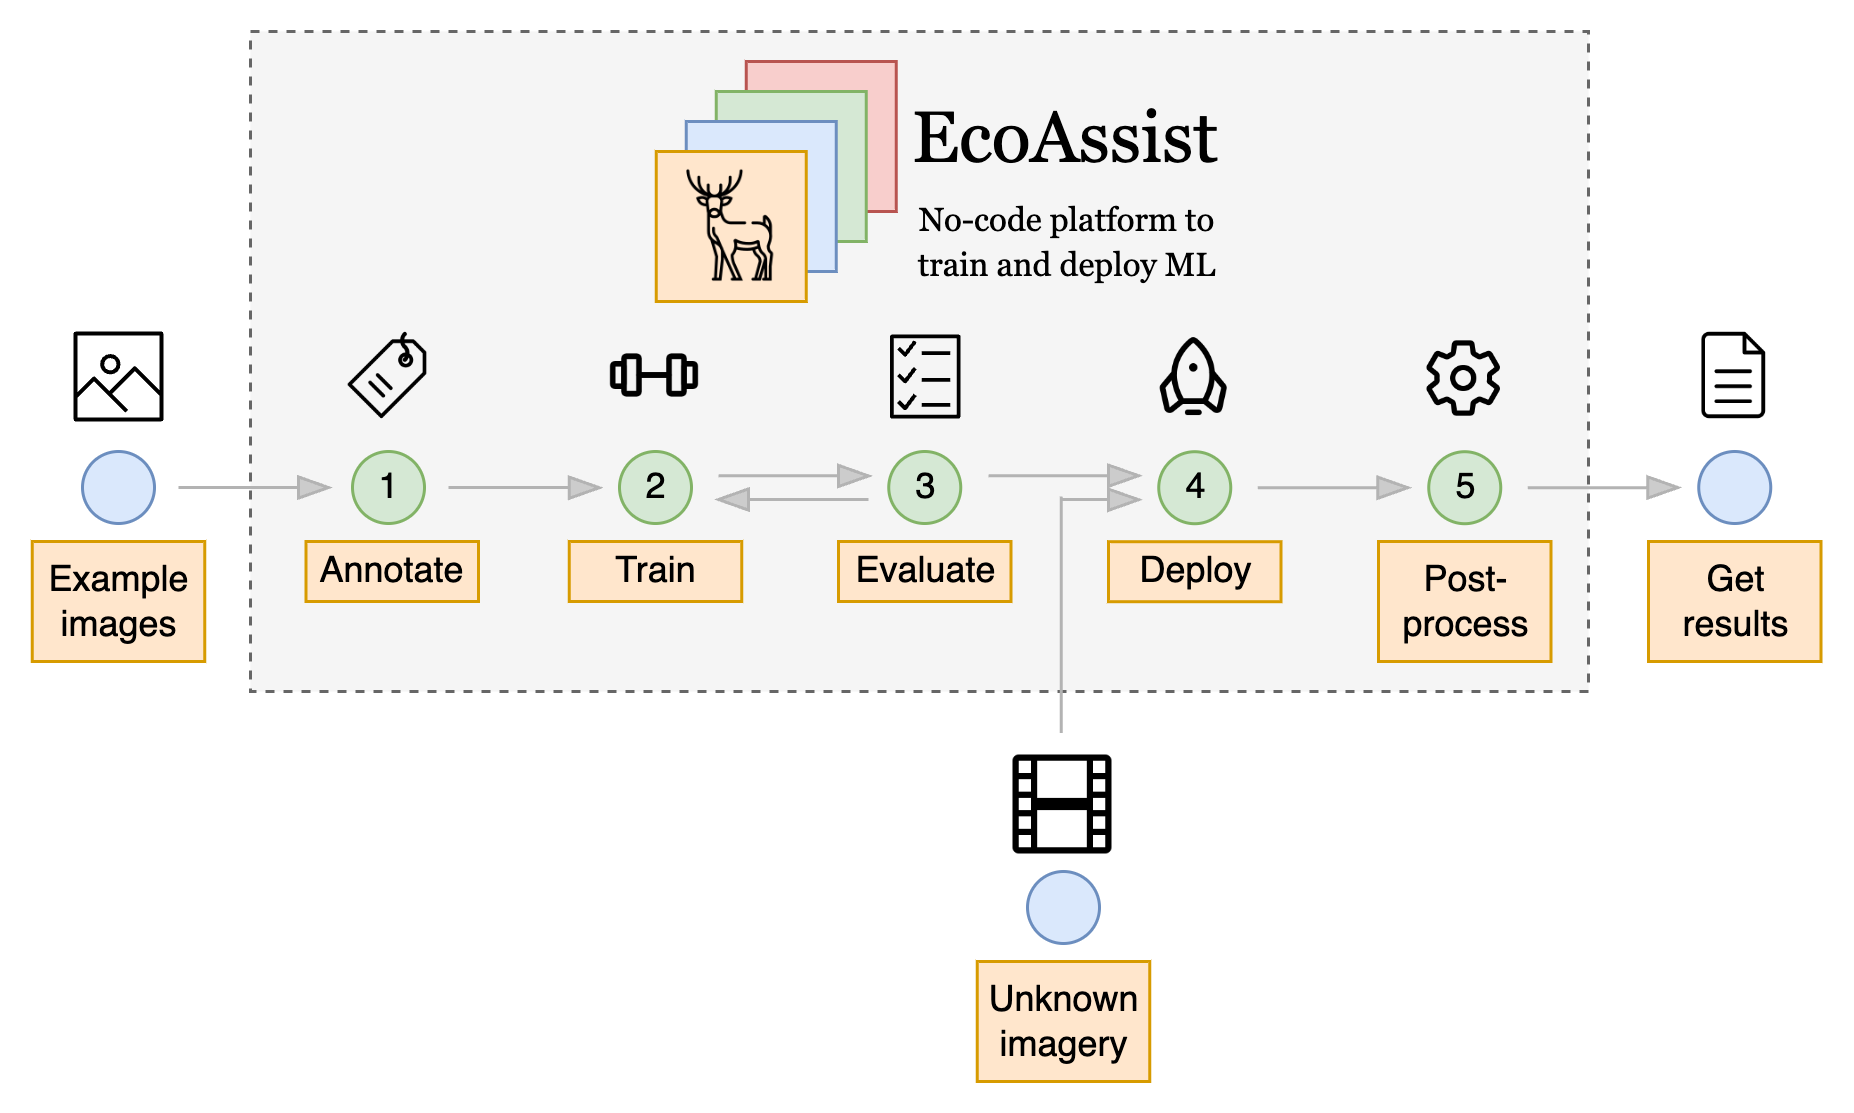 EcoAssist
No-code platform to
train and deploy ML
1
2
3
4
5
Example
images
Annotate
Train
Evaluate
Deploy
Post-
process
Get
results
Unknown
imagery